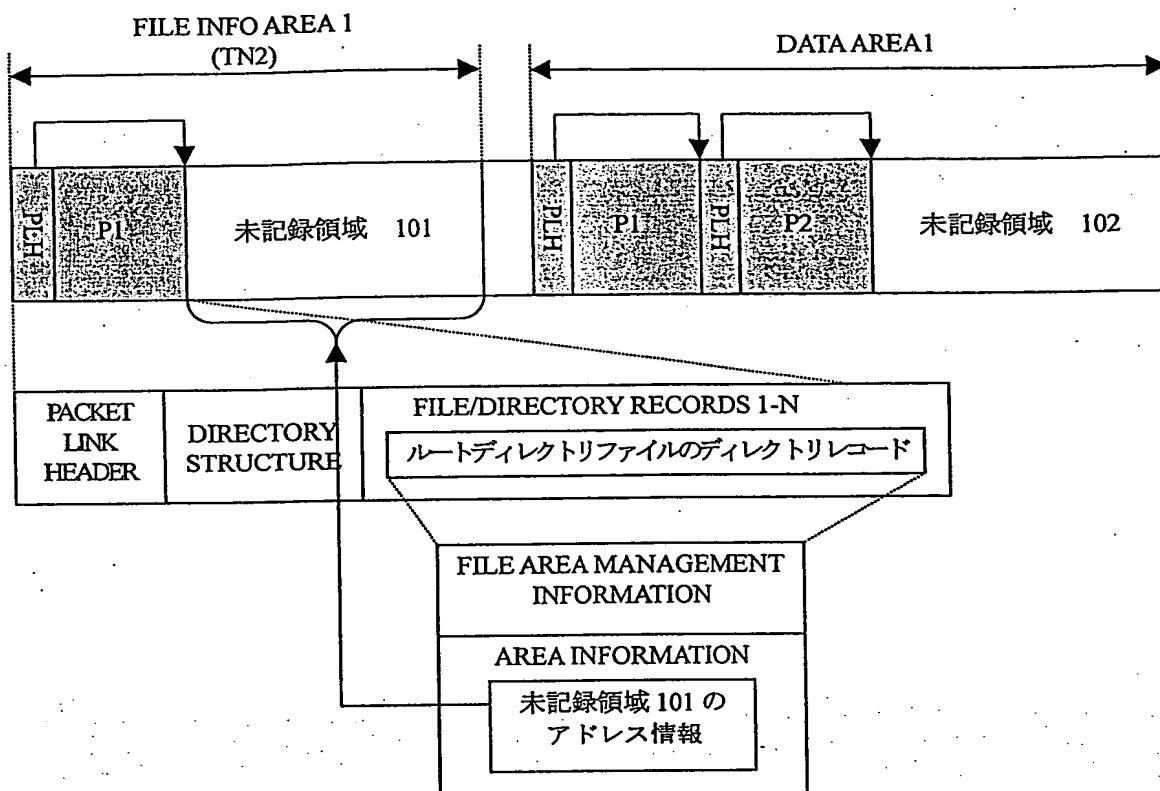 FILE INFO AREA 1
(TN2)
DATA AREA1
PLH
P1
未記録領域 101
PLH
P1
PLH
P2
未記録領域 102
PACKET
LINK
HEADER
DIRECTORY
STRUCTURE
FILE/DIRECTORY RECORDS 1-N
ルートディレクトリファイルのディレクトリレコード
FILE AREA MANAGEMENT
INFORMATION
AREA INFORMATION
未記録領域 101 の
アドレス情報